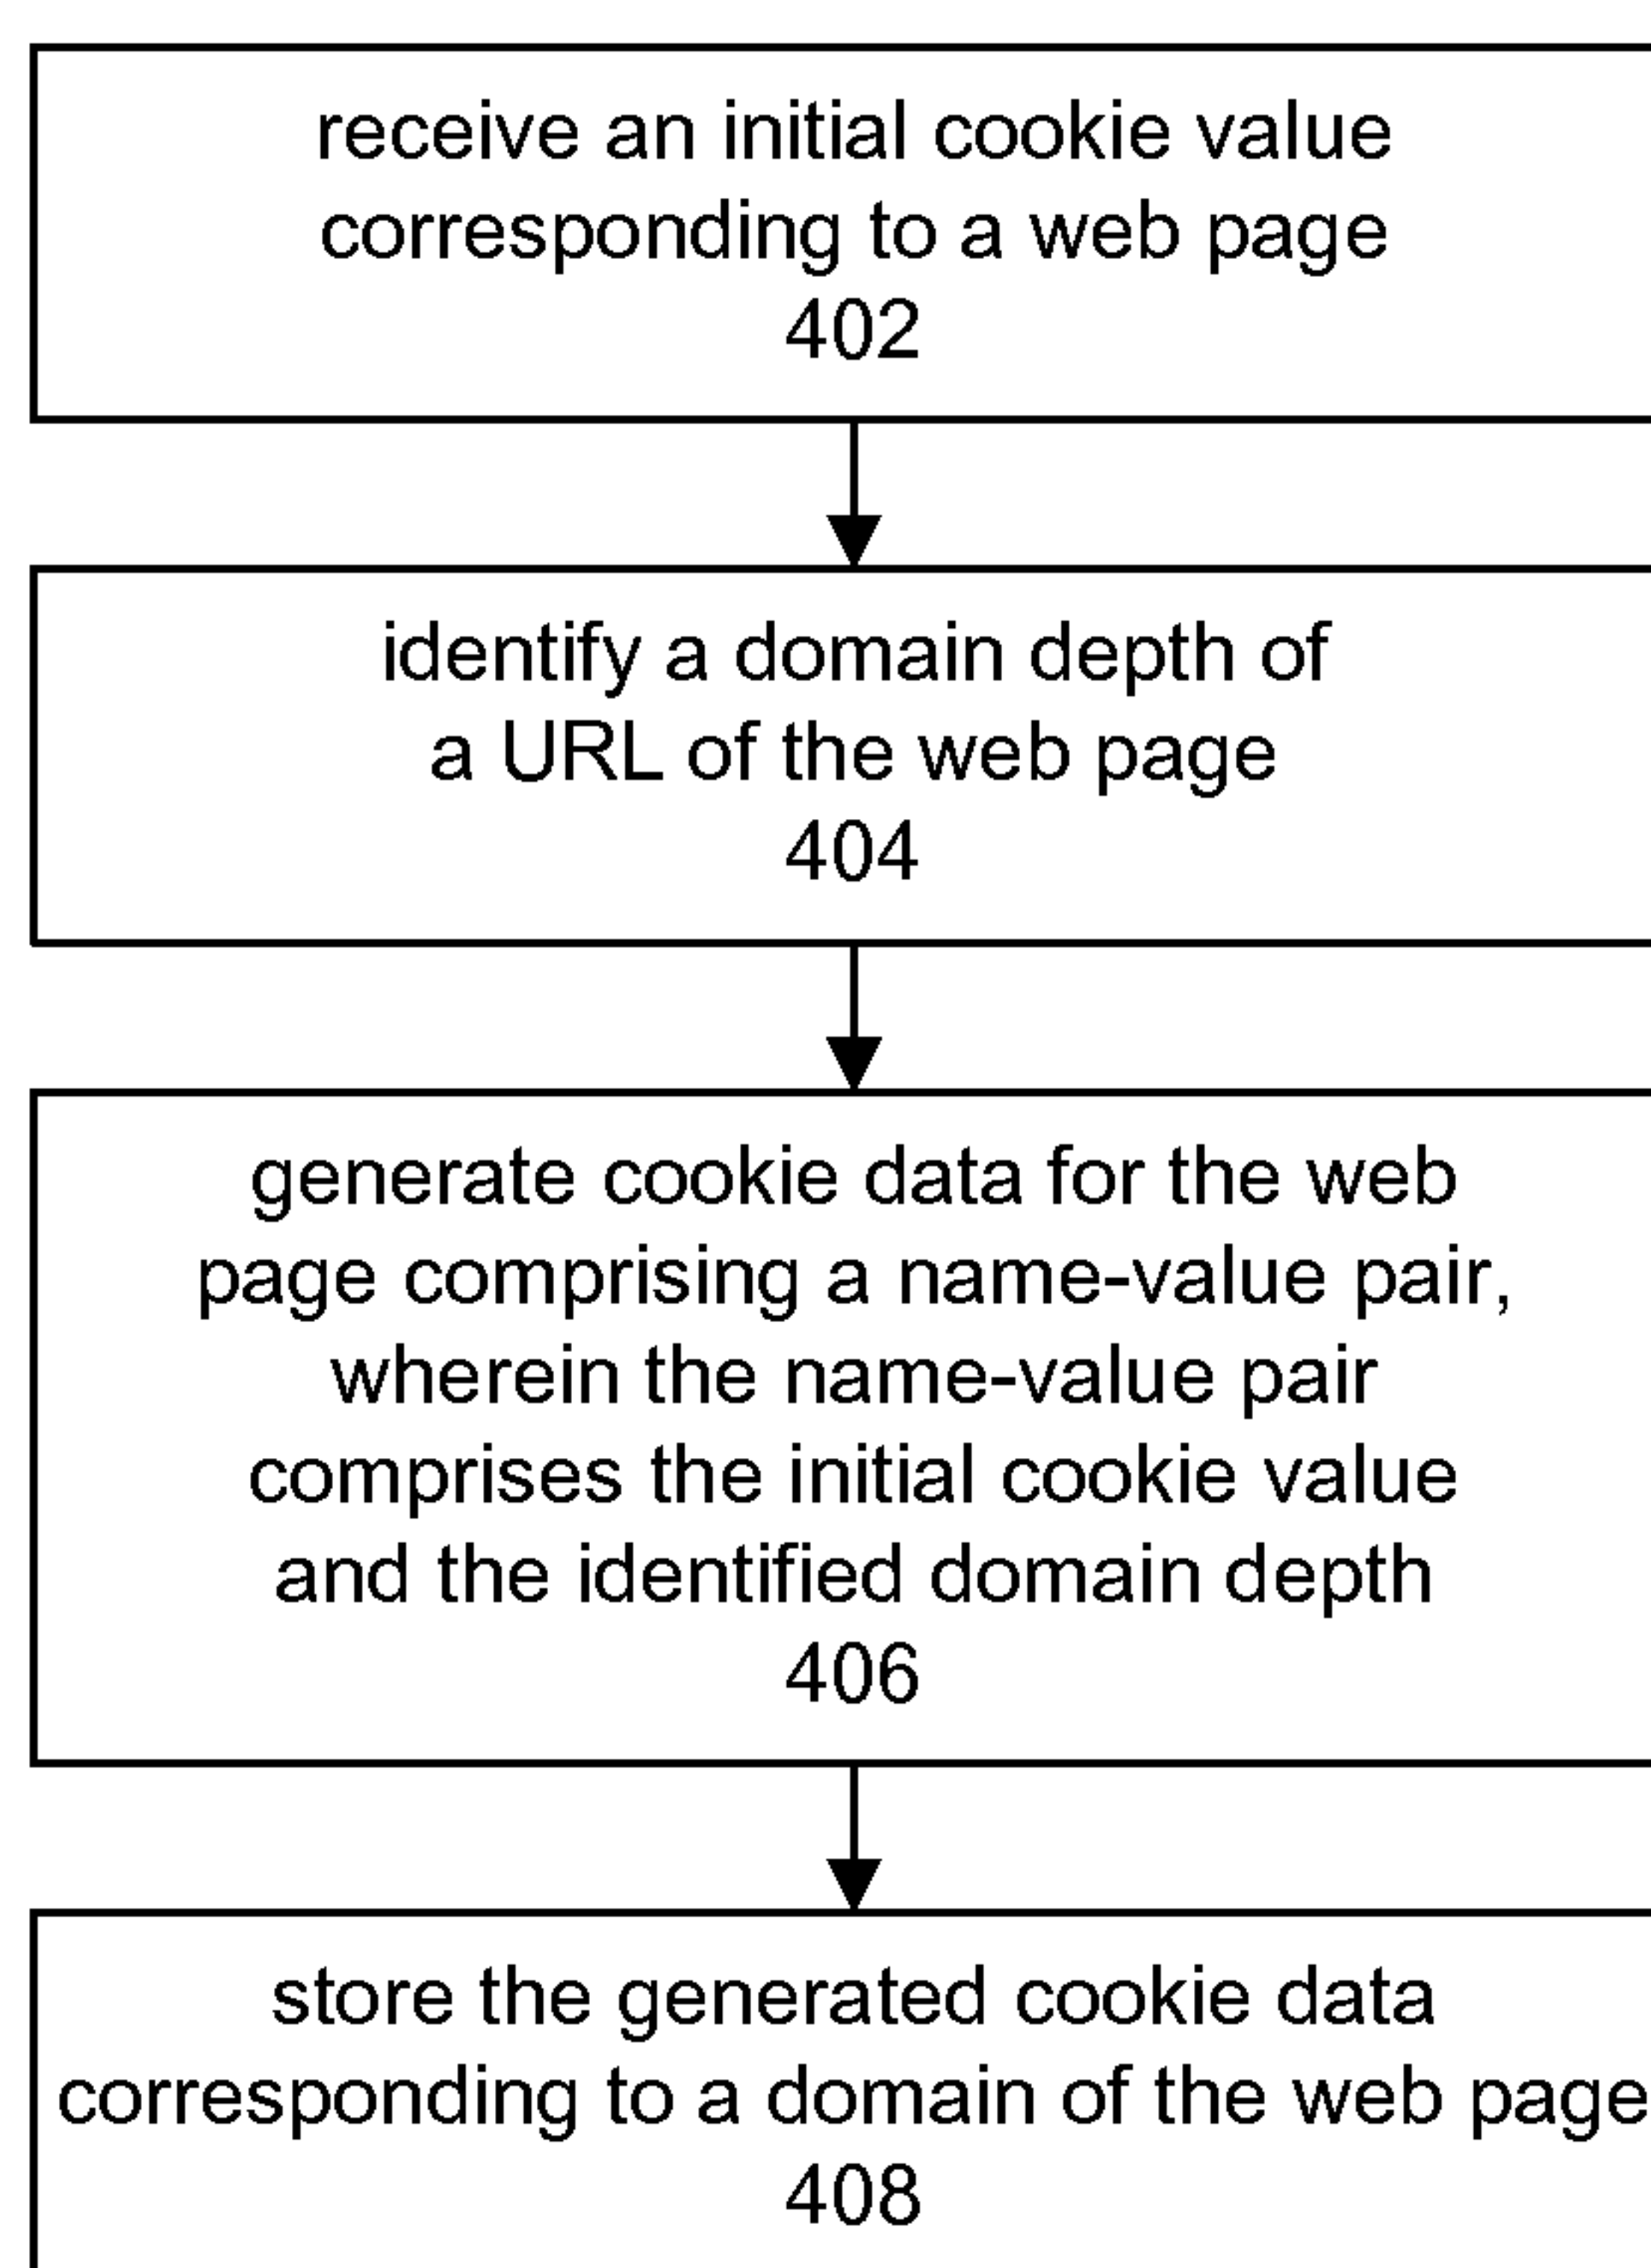 receive an initial cookie value
corresponding to a web page
402
identify a domain depth of
a URL of the web page
404
generate cookie data for the web
page comprising a name-value pair,
wherein the name-value pair
comprises the initial cookie value
and the identified domain depth
406
store the generated cookie data
corresponding to a domain of the web page
408